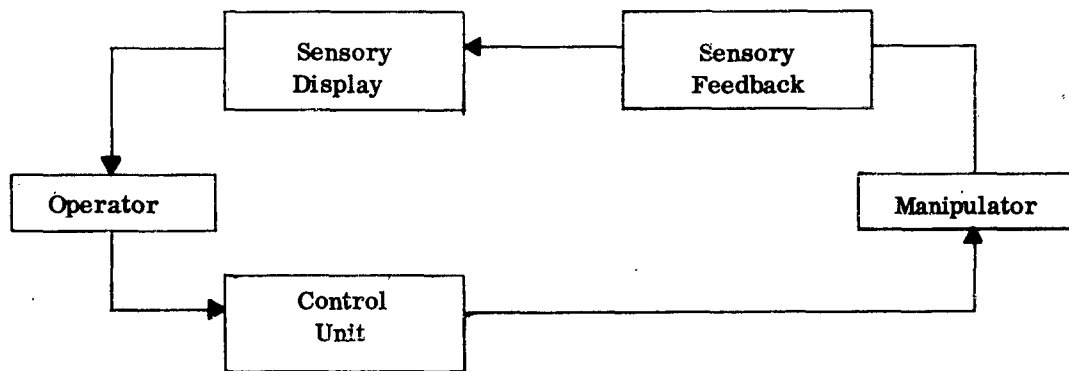 Sensory
Display
Sensory
Feedback
Operator
Manipulator
Control
Unit